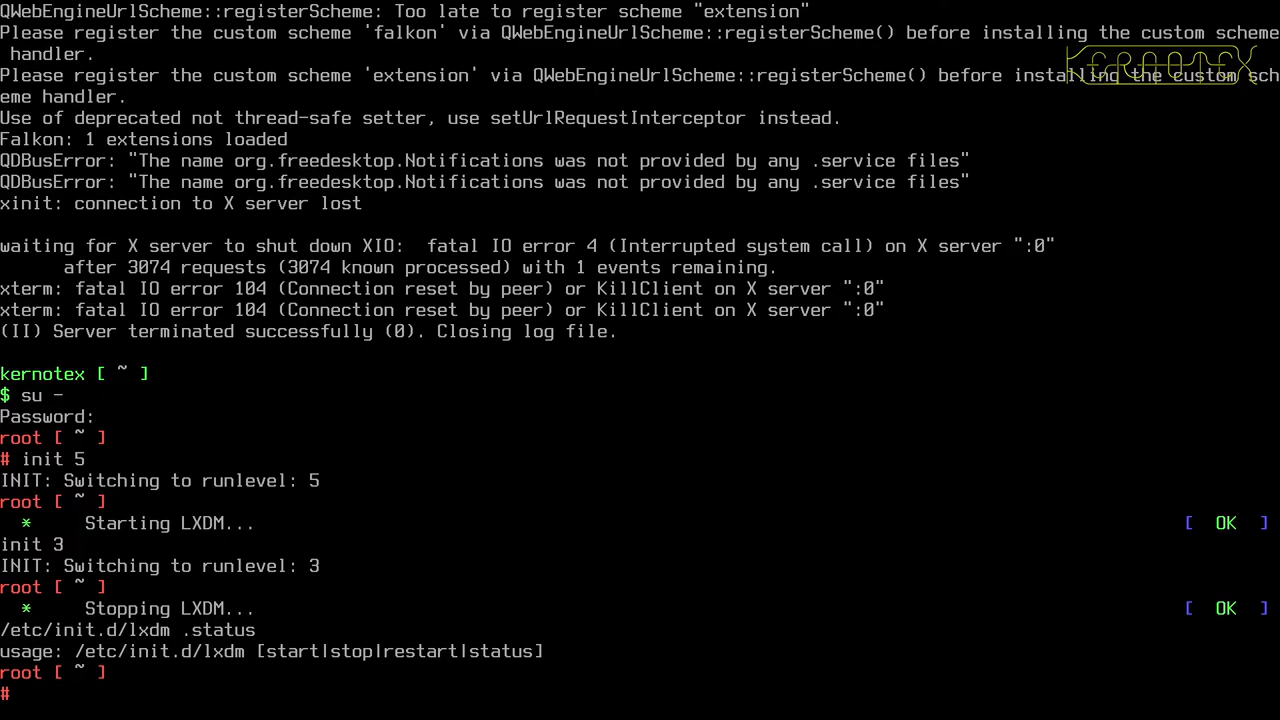 QWebEngineUrlScheme::registerScheme: Too late to register scheme "extension"
Please register the custom scheme 'falkon' via QWebEngineUrlScheme::registerScheme() before installing the custom scheme
 handler.
KERNOTEX
Please register the custom scheme 'extension' via QWebEngineUrlScheme::registerScheme() before installing the custom sch
eme handler.
Use of deprecated not thread-safe setter, use setUrlRequestInterceptor instead.
Falkon: 1 extensions loaded
QDBusError: "The name org.freedesktop.Notifications was not provided by any .service files"
QDBusError: "The name org.freedesktop.Notifications was not provided by any .service files"
xinit: connection to X server lost

waiting for X server to shut down XIO:  fatal IO error 4 (Interrupted system call) on X server ":0"
      after 3074 requests (3074 known processed) with 1 events remaining.
xterm: fatal IO error 104 (Connection reset by peer) or KillClient on X server ":0"
xterm: fatal IO error 104 (Connection reset by peer) or KillClient on X server ":0"
(II) Server terminated successfully (0). Closing log file.

kernotex [ ~ ]
$ su -
Password:
root [ ~ ]
# init 5
INIT: Switching to runlevel: 5
root [ ~ ]
  *     Starting LXDM...                                                                                       [  OK  ]
init 3
INIT: Switching to runlevel: 3
root [ ~ ]
  *     Stopping LXDM...                                                                                       [  OK  ]
/etc/init.d/lxdm .status
usage: /etc/init.d/lxdm [start|stop|restart|status]
root [ ~ ]
#